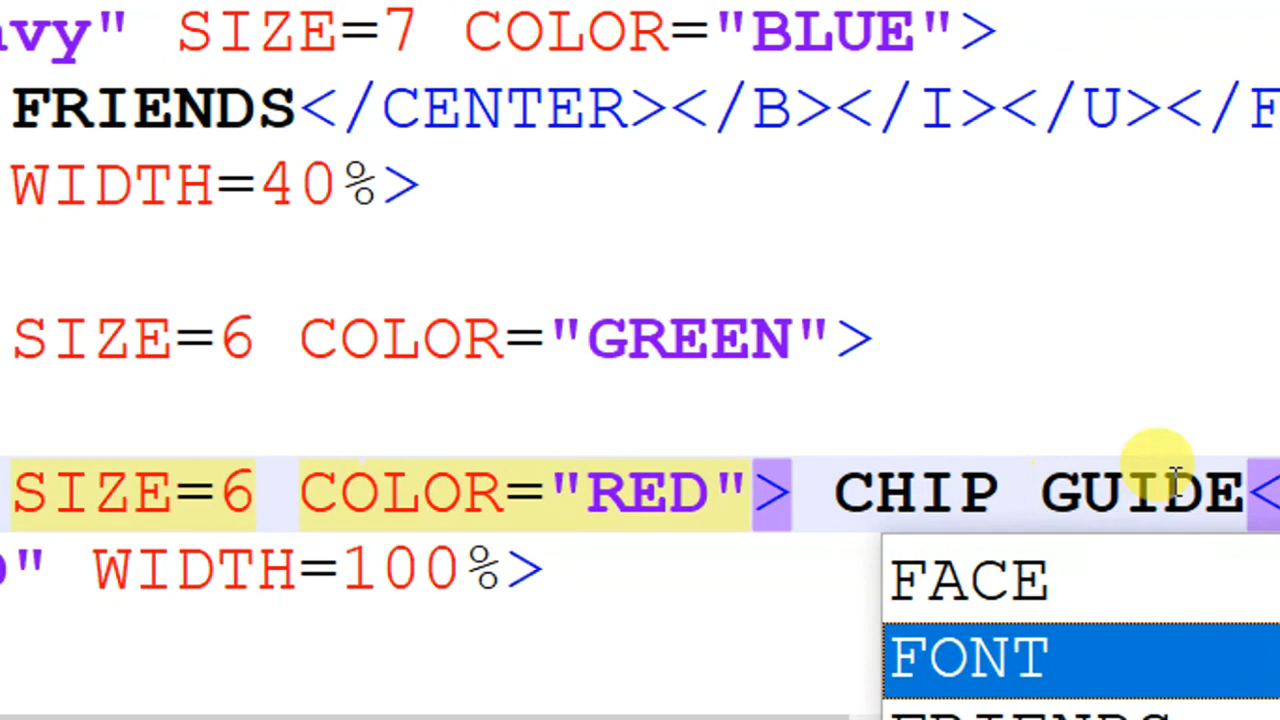 avy" SIZE=7 COLOR="BLUE">
FRIENDS</CENTER></B></I></U></F
WIDTH=40%>
SIZE=6 COLOR="GREEN">
SIZE=6 COLOR="RED"> CHIP GUIDE<
" WIDTH=100%>
FACE
FONT
FRIENDS